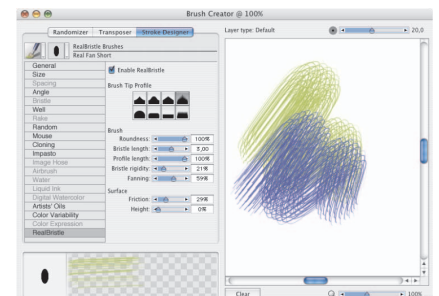 Brush Creator @ 100%
Randomizer Transposer Stroke Designer
Layer type: Default 20,0
RealBristle Brushes
Real Fan Short
General
Size
Spacing
Angle
Bristle
Well
Rake
Random
Mouse
Cloning
Impasto
Image Hose
Airbrush
Water
Liquid Ink
Digital Watercolor
Artists' Oils
Color Variability
Color Expression
RealBristle
Enable RealBristle
Brush Tip Profile
Brush
Roundness: 100%
Bristle length: 3,00
Profile length: 100%
Bristle rigidity: 21%
Fanning: 59%
Surface
Friction: 29%
Height: 0%
Clear 100%